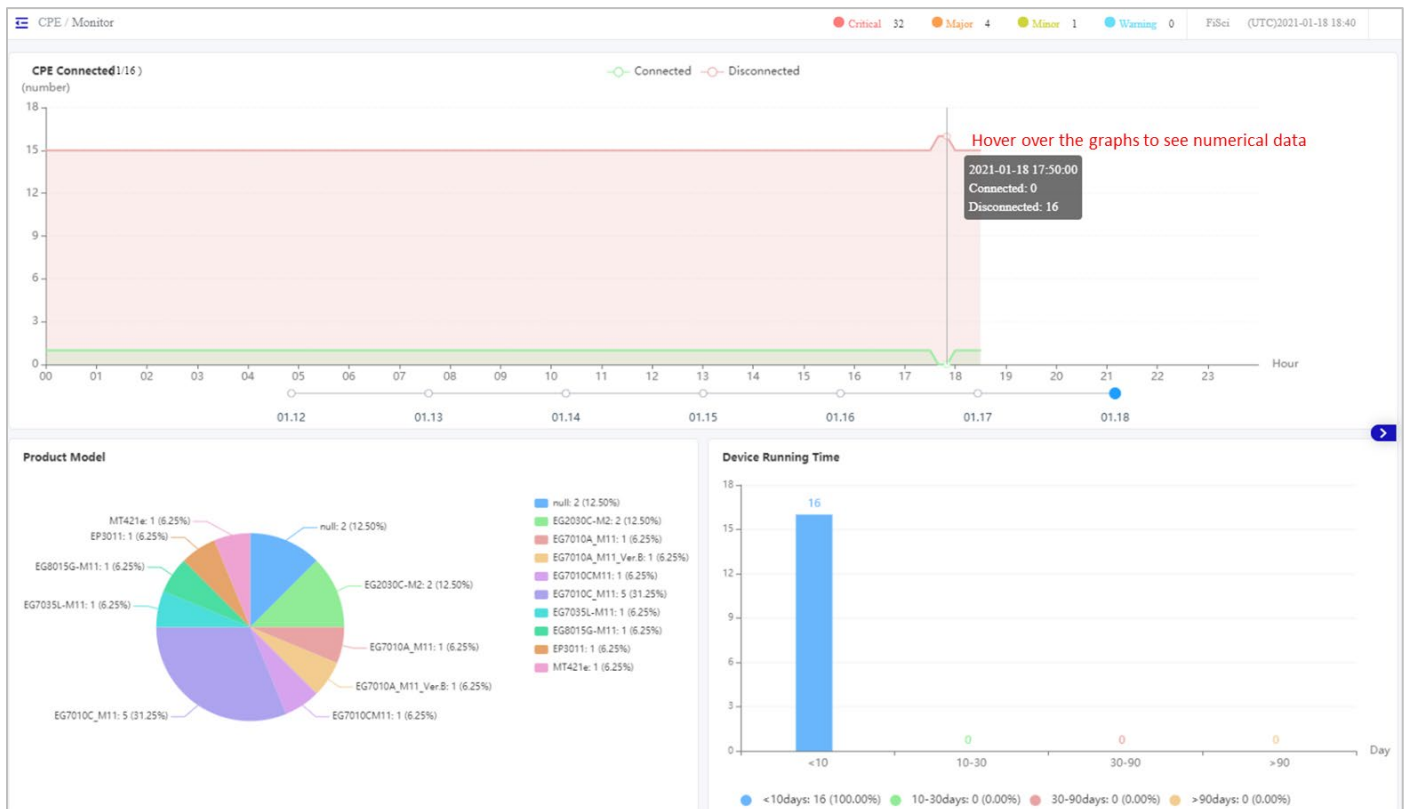 CPE / Monitor
Critical 32 Major 4 Minor 1 Warning 0 FiSci (UTC)2021-01-18 18:40
CPE Connected(1/16 )
Connected Disconnected
(number)
18
15
12
9
6
3
0
Hover over the graphs to see numerical data
2021-01-18 17:50:00
Connected: 0
Disconnected: 16
Hour
00 01 02 03 04 05 06 07 08 09 10 11 12 13 14 15 16 17 18 19 20 21 22 23
01.12 01.13 01.14 01.15 01.16 01.17 01.18
Product Model
MT421e: 1 (6.25%)
EP3011: 1 (6.25%)
EG8015G-M11: 1 (6.25%)
EG7035L-M11: 1 (6.25%)
EG7010C_M11: 5 (31.25%)
null: 2 (12.50%)
EG2030C-M2: 2 (12.50%)
EG7010A_M11: 1 (6.25%)
EG7010A_M11_Ver.B: 1 (6.25%)
EG7010CM11: 1 (6.25%)
null: 2 (12.50%)
EG2030C-M2: 2 (12.50%)
EG7010A_M11: 1 (6.25%)
EG7010A_M11_Ver.B: 1 (6.25%)
EG7010CM11: 1 (6.25%)
EG7010C_M11: 5 (31.25%)
EG7035L-M11: 1 (6.25%)
EG8015G-M11: 1 (6.25%)
EP3011: 1 (6.25%)
MT421e: 1 (6.25%)
Device Running Time
18
15
12
9
6
3
0
16
0
0
0
Day
<10 10-30 30-90 >90
<10days: 16 (100.00%) 10-30days: 0 (0.00%) 30-90days: 0 (0.00%) >90days: 0 (0.00%)